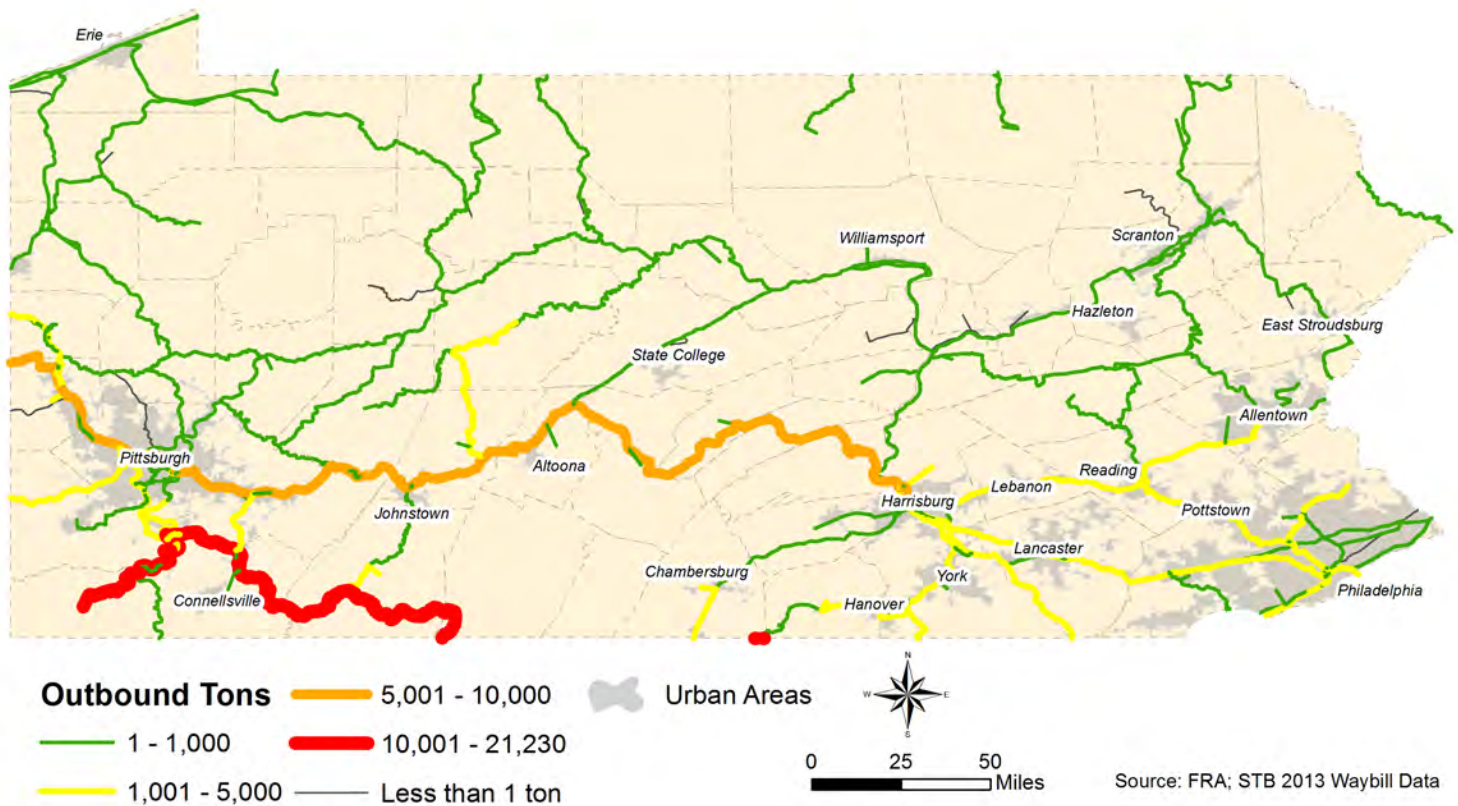 Erie
Williamsport
Scranton
Hazleton
East Stroudsburg
State College
Allentown
Pittsburgh
Altoona
Reading
Lebanon
Harrisburg
Johnstown
Pottstown
Lancaster
Chambersburg
York
Connellsville
Hanover
Philadelphia
N
W E
S
Outbound Tons
5,001 - 10,000
Urban Areas
1 - 1,000
10,001 - 21,230
1,001 - 5,000
Less than 1 ton
0 25 50
Miles
Source: FRA; STB 2013 Waybill Data